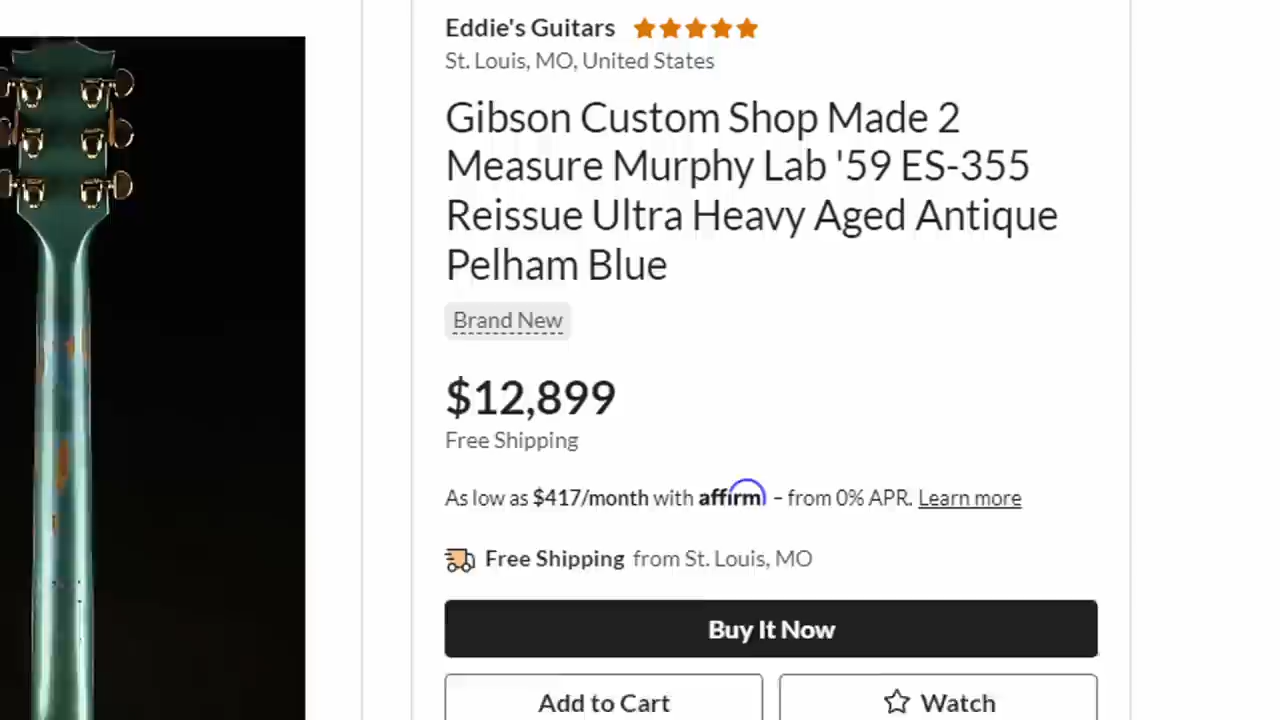 Eddie's Guitars
St. Louis, MO, United States
Gibson Custom Shop Made 2
Measure Murphy Lab '59 ES-355
Reissue Ultra Heavy Aged Antique
Pelham Blue
Brand New
$12,899
Free Shipping
As low as $417/month with affirm – from 0% APR. Learn more
Free Shipping from St. Louis, MO
Buy It Now
Add to Cart
Watch